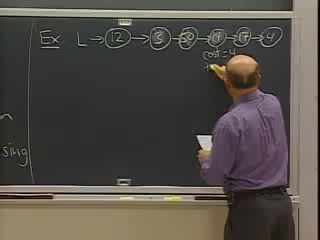 Ex L → 12 → 3 → 50 → 14 → 17 → 4
cost = 4
n
sing